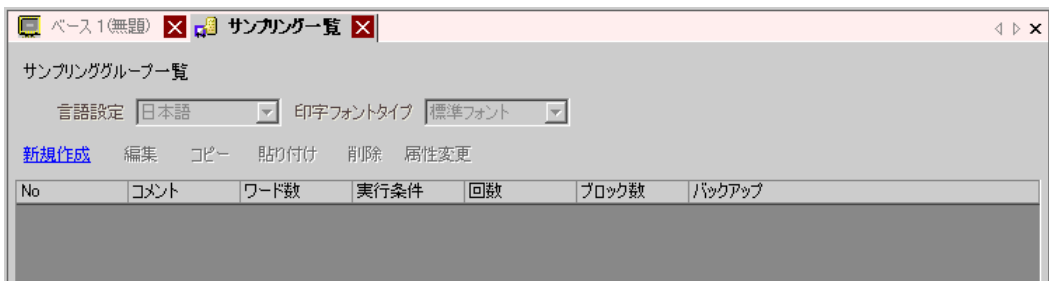 ベース 1(無題) サンプリング一覧
サンプリンググループ一覧
言語設定 日本語 印字フォントタイプ 標準フォント
新規作成 編集 コピー 貼り付け 削除 属性変更
No コメント ワード数 実行条件 回数 ブロック数 バックアップ